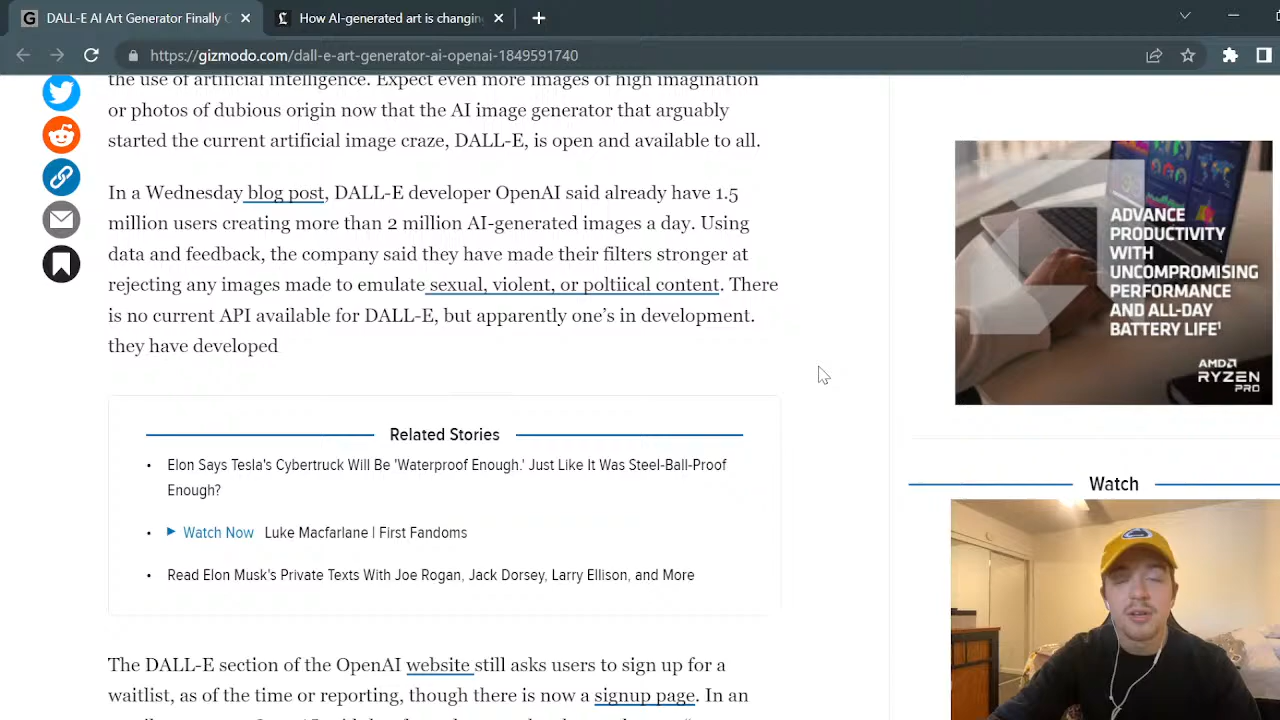 DALL-E AI Art Generator Finally
How AI-generated art is changin
https://gizmodo.com/dall-e-art-generator-ai-openai-1849591740
the use of artificial intelligence. Expect even more images of high imagination
or photos of dubious origin now that the AI image generator that arguably
started the current artificial image craze, DALL-E, is open and available to all.
In a Wednesday blog post, DALL-E developer OpenAI said already have 1.5
million users creating more than 2 million AI-generated images a day. Using
data and feedback, the company said they have made their filters stronger at
rejecting any images made to emulate sexual, violent, or poltiical content. There
is no current API available for DALL-E, but apparently one’s in development.
they have developed
Related Stories
• Elon Says Tesla's Cybertruck Will Be 'Waterproof Enough.' Just Like It Was Steel-Ball-Proof
Enough?
• Watch Now Luke Macfarlane | First Fandoms
• Read Elon Musk's Private Texts With Joe Rogan, Jack Dorsey, Larry Ellison, and More
The DALL-E section of the OpenAI website still asks users to sign up for a
waitlist, as of the time or reporting, though there is now a signup page. In an
ADVANCE
PRODUCTIVITY
WITH
UNCOMPROMISING
PERFORMANCE
AND ALL-DAY
BATTERY LIFE¹
AMD
RYZEN
PRO
Watch